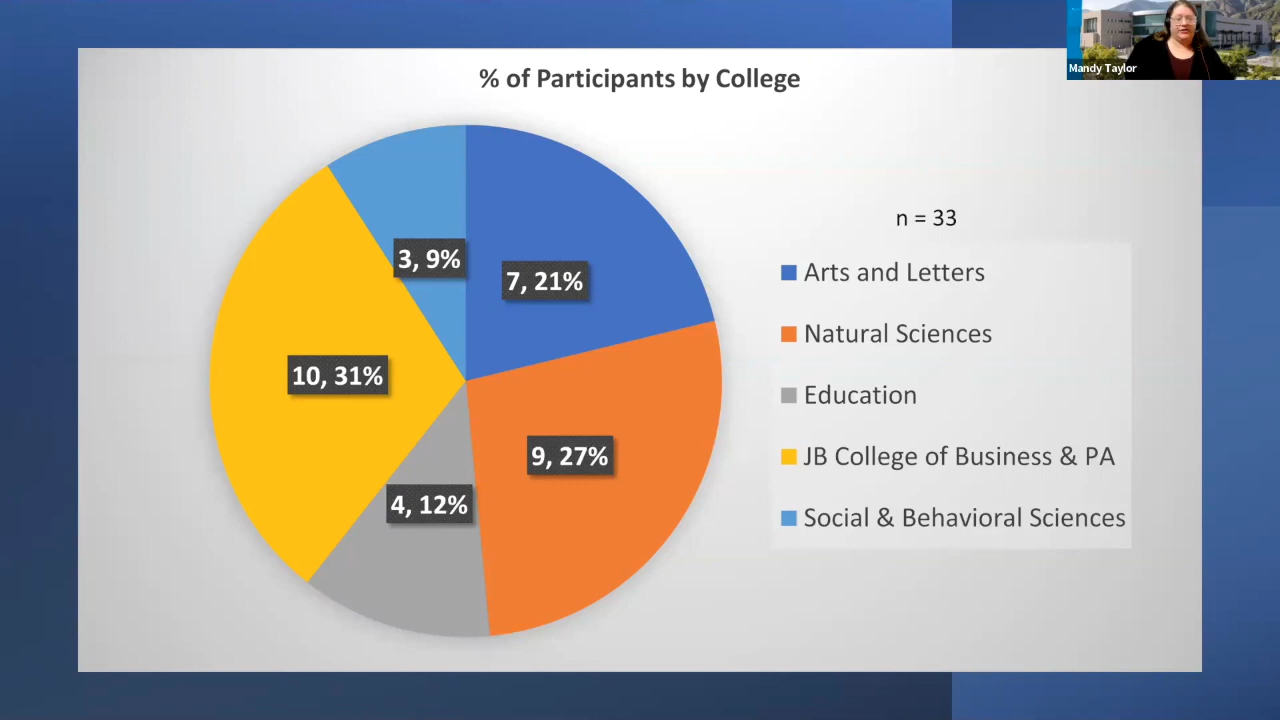 Mandy Taylor
% of Participants by College
3, 9%
7, 21%
10, 31%
9, 27%
4, 12%
n = 33
Arts and Letters
Natural Sciences
Education
JB College of Business & PA
Social & Behavioral Sciences